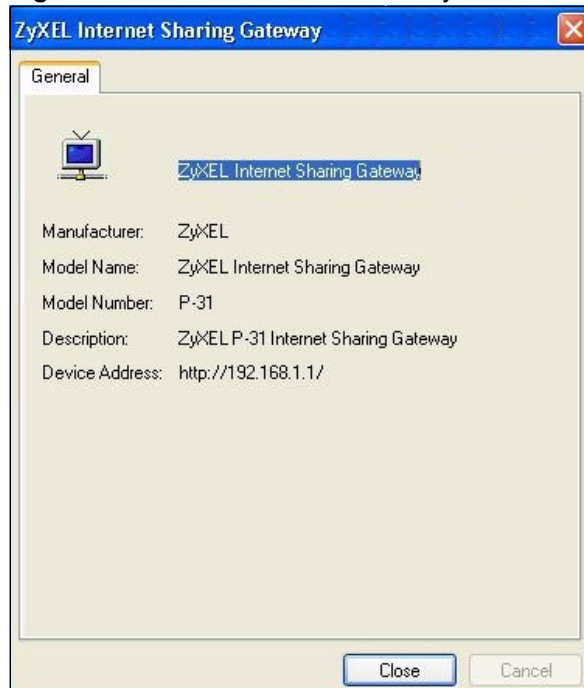 ZyXEL Internet Sharing Gateway
General
ZyXEL Internet Sharing Gateway
Manufacturer: ZyXEL
Model Name: ZyXEL Internet Sharing Gateway
Model Number: P-31
Description: ZyXEL P-31 Internet Sharing Gateway
Device Address: http://192.168.1.1/
Close Cancel